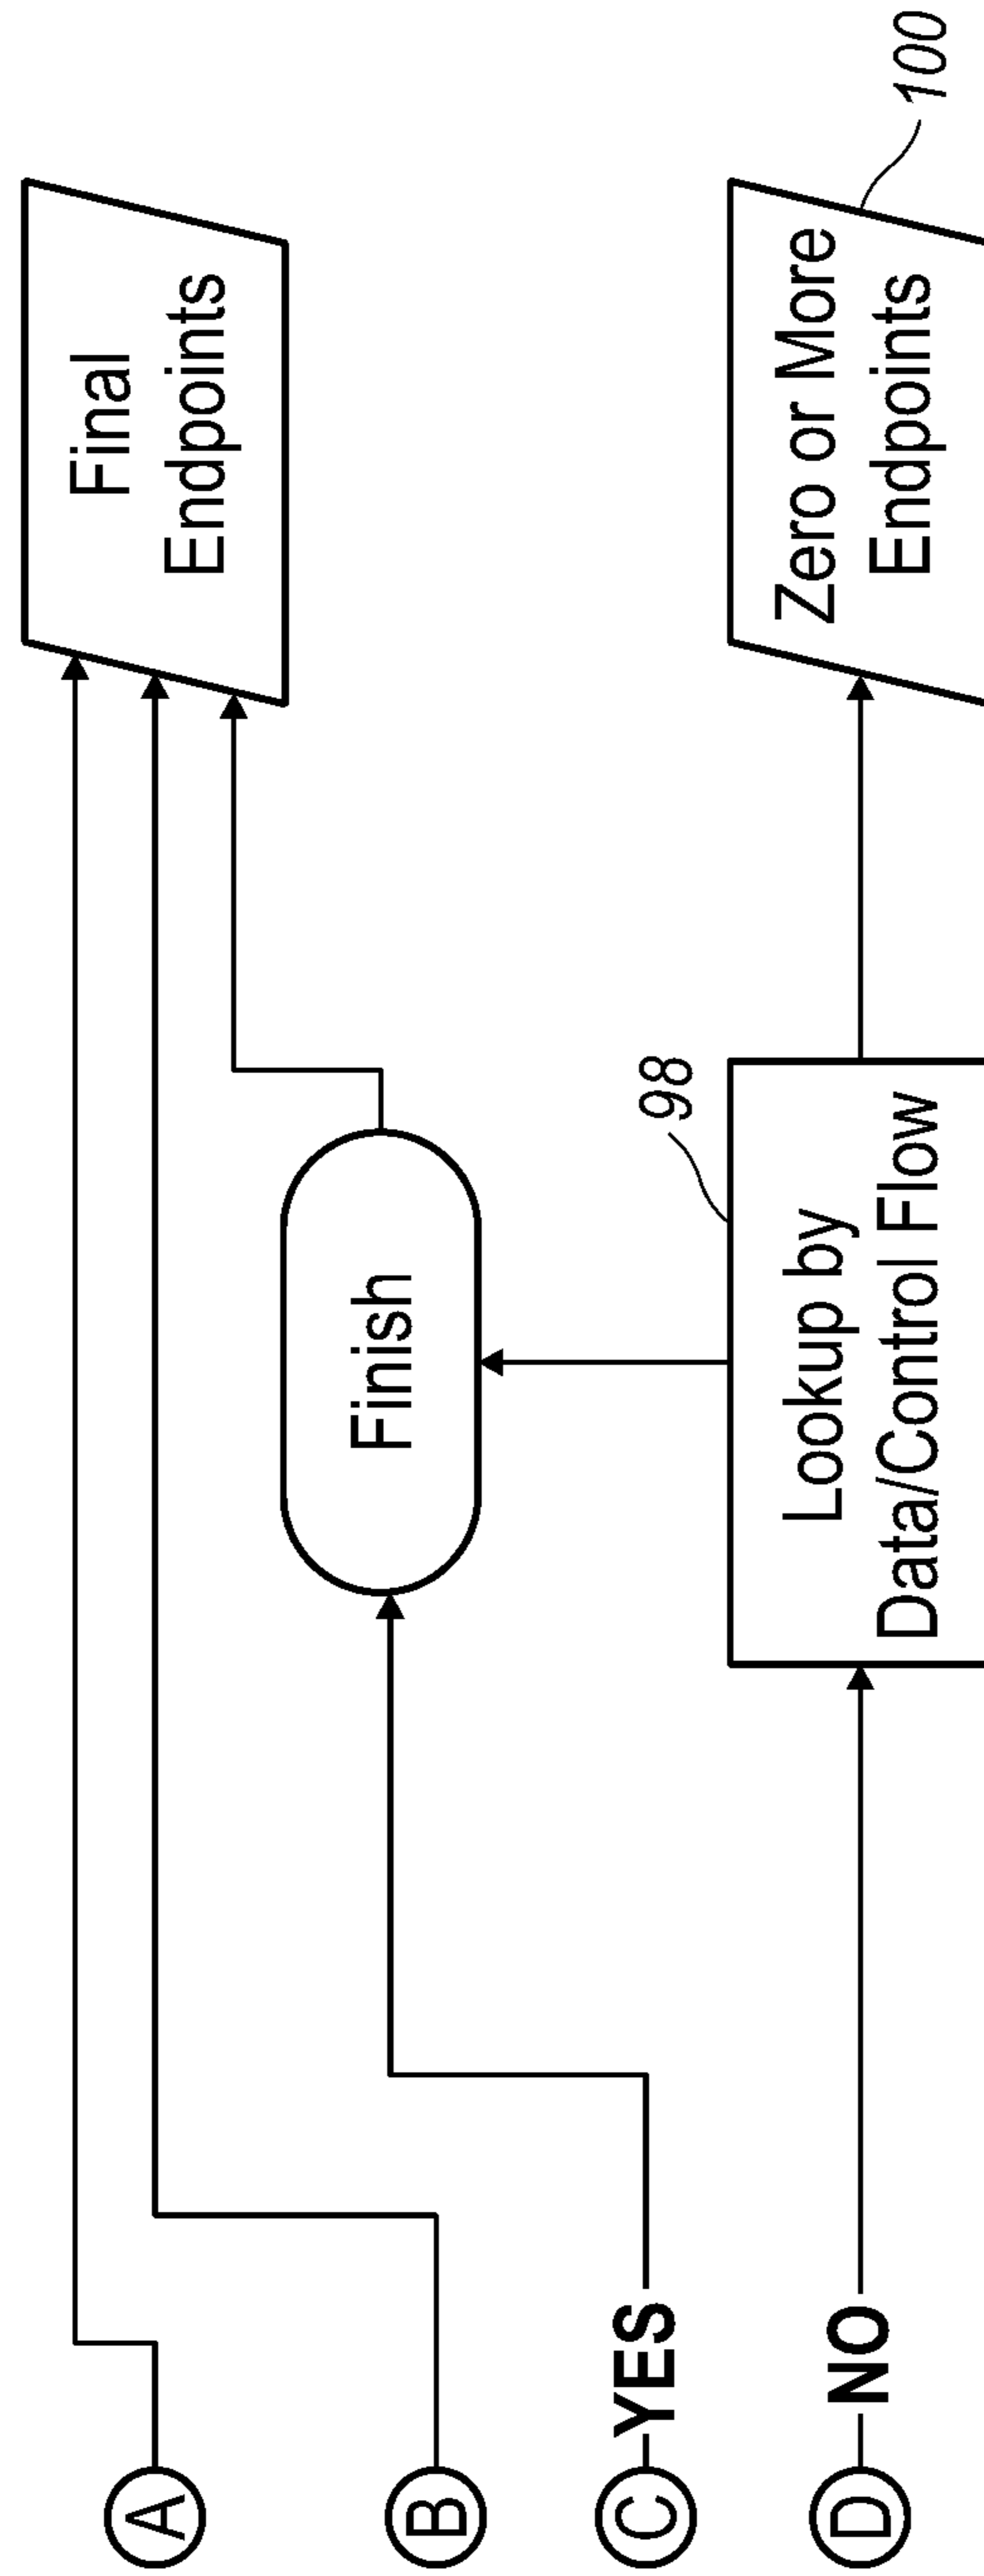 A
Final
Endpoints
B
Finish
C
YES
98
D
NO
Lookup by
Data/Control Flow
Zero or More
Endpoints
100